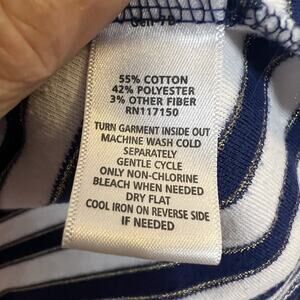 55% COTTON
42% POLYESTER
3% OTHER FIBER
RN117150
TURN GARMENT INSIDE OUT
MACHINE WASH COLD
SEPARATELY
GENTLE CYCLE
ONLY NON-CHLORINE
BLEACH WHEN NEEDED
DRY FLAT
COOL IRON ON REVERSE SIDE
IF NEEDED